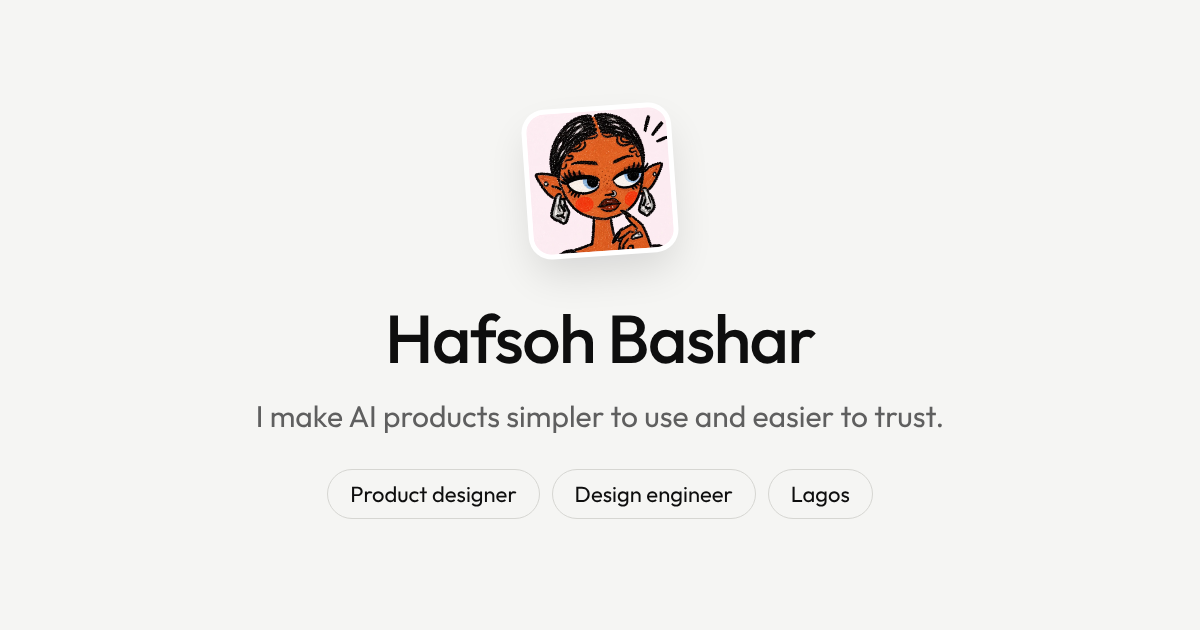 Hafsoh Bashar
I make AI products simpler to use and easier to trust.
Product designer Design engineer Lagos